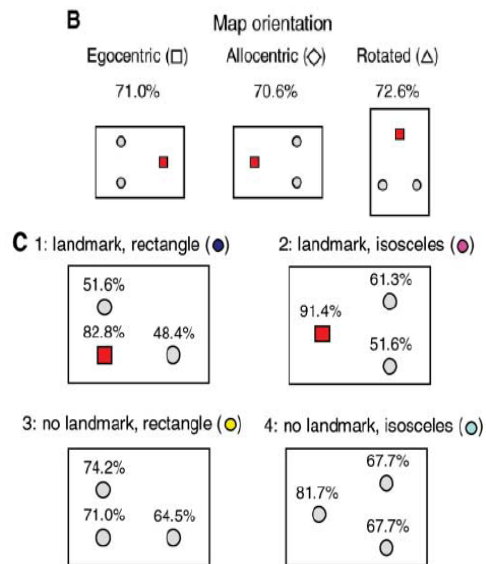 B
Map orientation
Egocentric (□) Allocentric (◇) Rotated (△)
71.0% 70.6% 72.6%
C 1: landmark, rectangle (●) 2: landmark, isosceles (●)
51.6% 61.3%
82.8% 48.4% 91.4% 51.6%
3: no landmark, rectangle (●) 4: no landmark, isosceles (●)
74.2% 67.7%
71.0% 64.5% 81.7% 67.7%